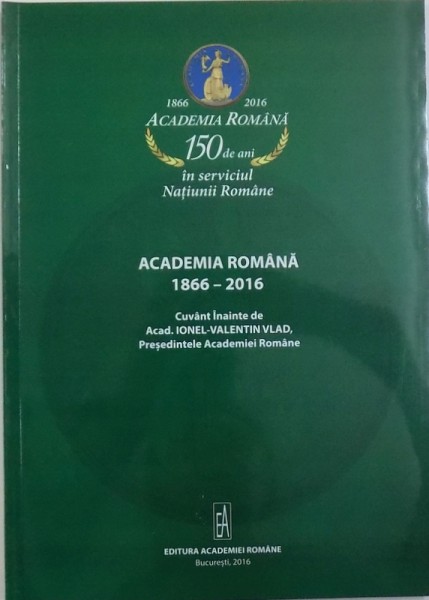 1866 2016
ACADEMIA ROMÂNĂ
150 de ani
în serviciul
Națiunii Române
ACADEMIA ROMÂNĂ
1866 – 2016
Cuvânt Înainte de
Acad. IONEL-VALENTIN VLAD,
Președintele Academiei Române
EA
EDITURA ACADEMIEI ROMÂNE
București, 2016